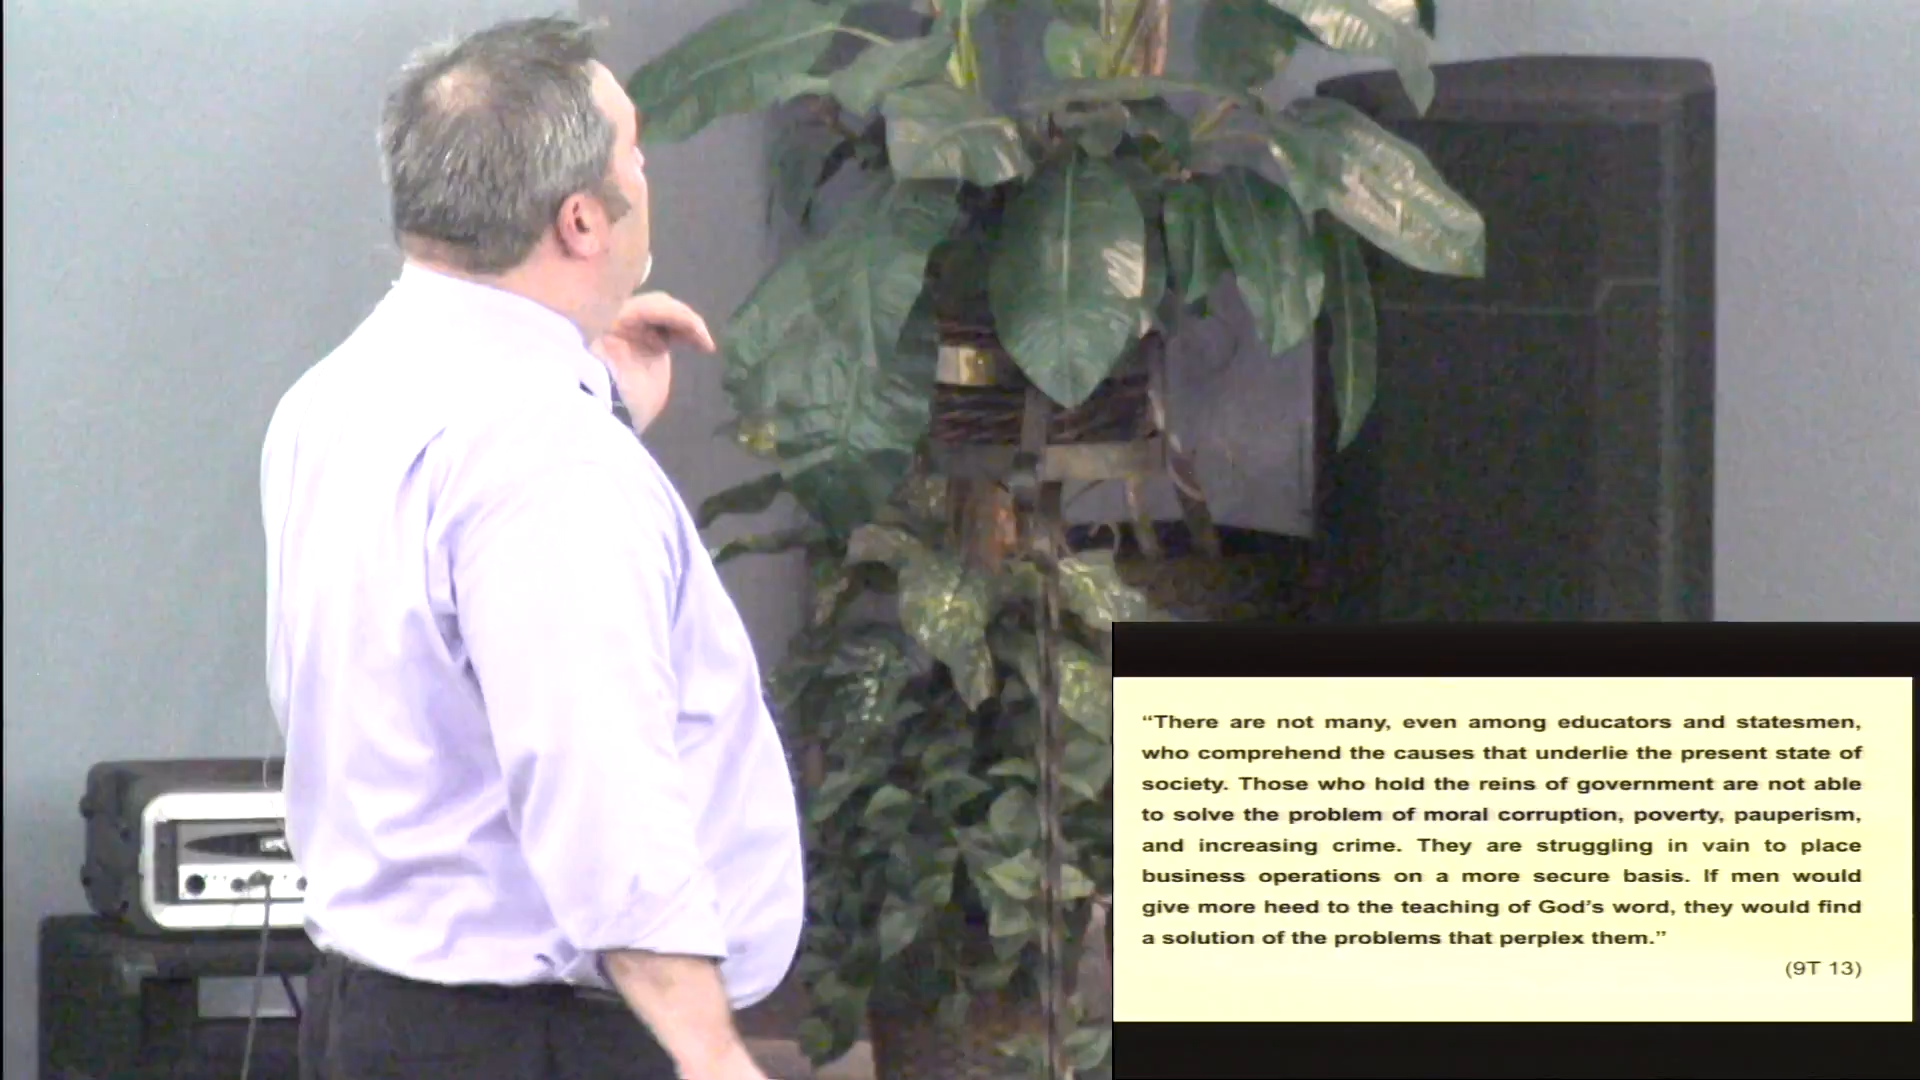 “There are not many, even among educators and statesmen,
who comprehend the causes that underlie the present state of
society. Those who hold the reins of government are not able
to solve the problem of moral corruption, poverty, pauperism,
and increasing crime. They are struggling in vain to place
business operations on a more secure basis. If men would
give more heed to the teaching of God’s word, they would find
a solution of the problems that perplex them.”
(9T 13)